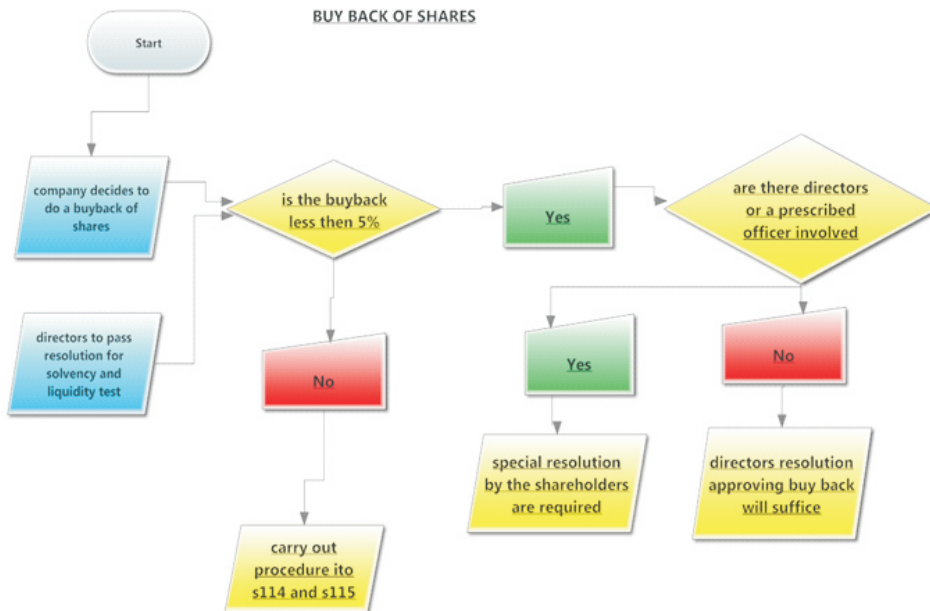 BUY BACK OF SHARES
Start
company decides to
do a buyback of
shares
is the buyback
less then 5%
Yes
are there directors
or a prescribed
officer involved
directors to pass
resolution for
solvency and
liquidity test
No
Yes
No
special resolution
by the shareholders
are required
directors resolution
approving buy back
will suffice
carry out
procedure ito
s114 and s115